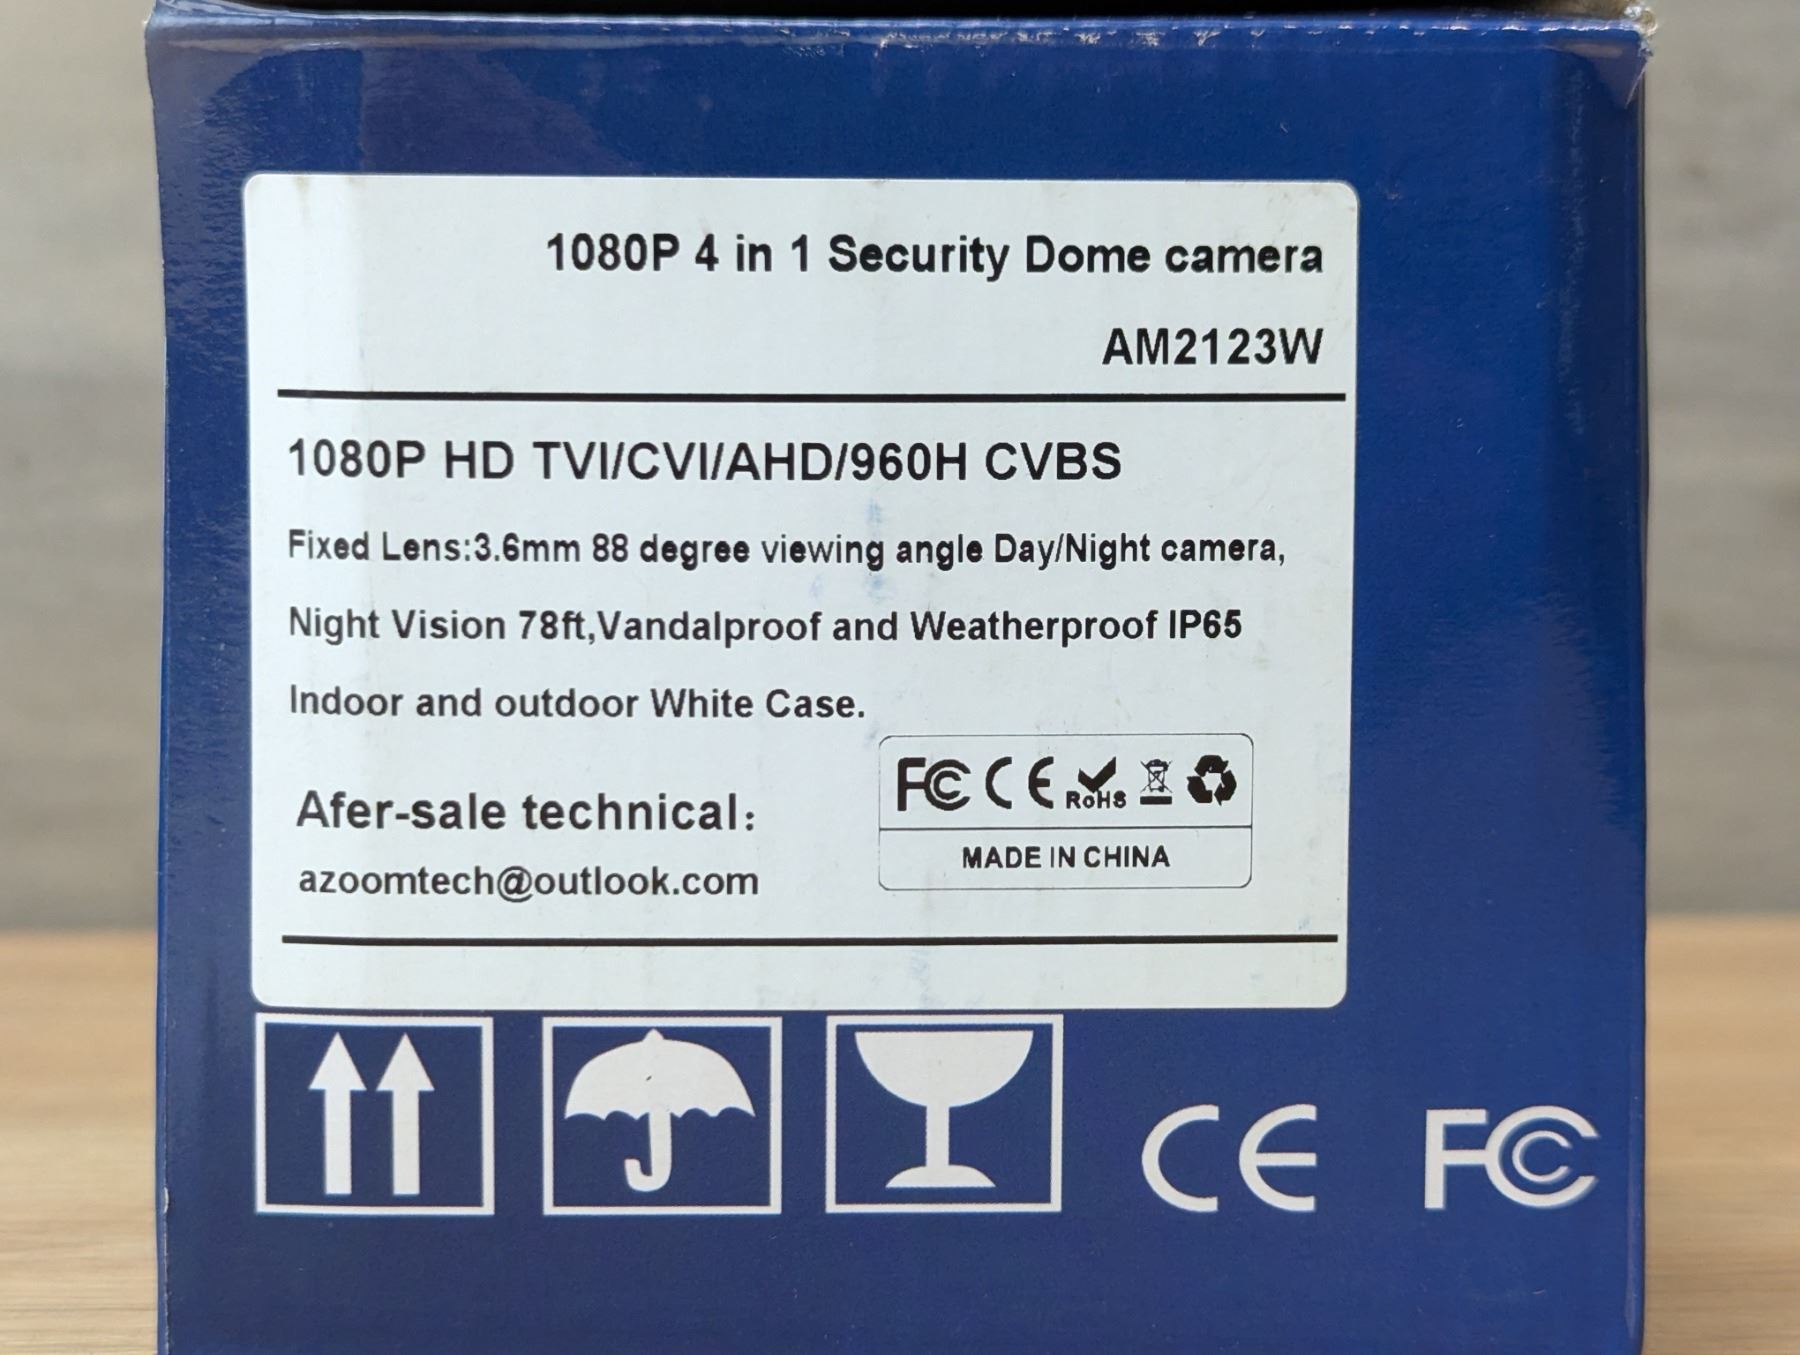 1080P 4 in 1 Security Dome camera
AM2123W
1080P HD TVI/CVI/AHD/960H CVBS
Fixed Lens:3.6mm 88 degree viewing angle Day/Night camera,
Night Vision 78ft,Vandalproof and Weatherproof IP65
Indoor and outdoor White Case.
Afer-sale technical:
azoomtech@outlook.com
FC CE RoHS
MADE IN CHINA
CE FC